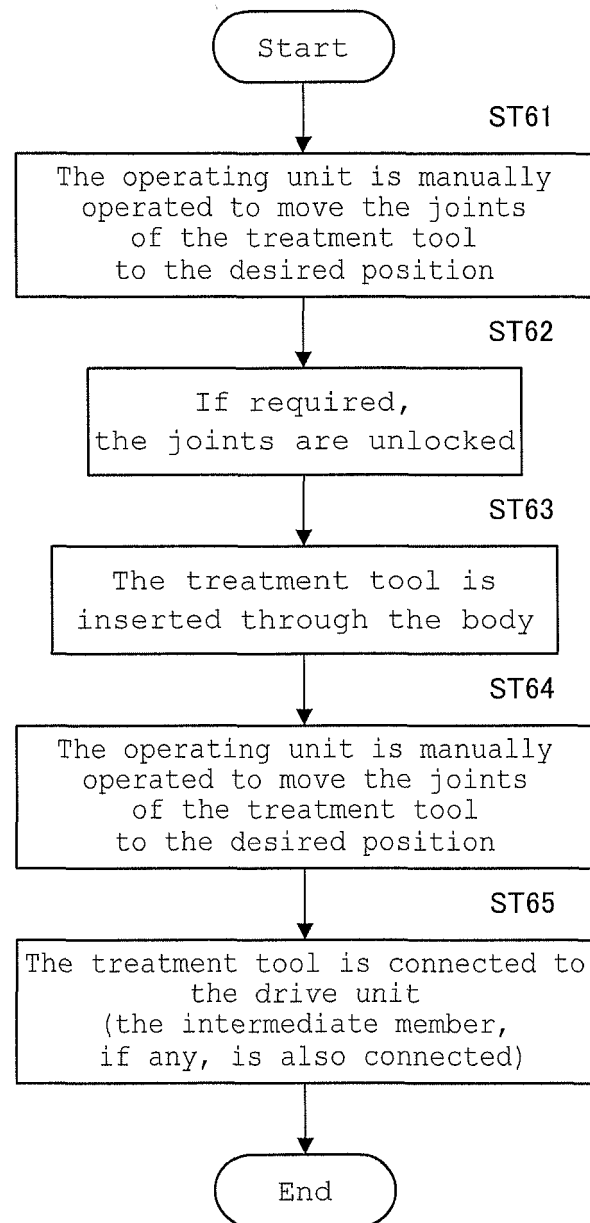 Start
ST61
The operating unit is manually
operated to move the joints
of the treatment tool
to the desired position
ST62
If required,
the joints are unlocked
ST63
The treatment tool is
inserted through the body
ST64
The operating unit is manually
operated to move the joints
of the treatment tool
to the desired position
ST65
The treatment tool is connected to
the drive unit
(the intermediate member,
if any, is also connected)
End